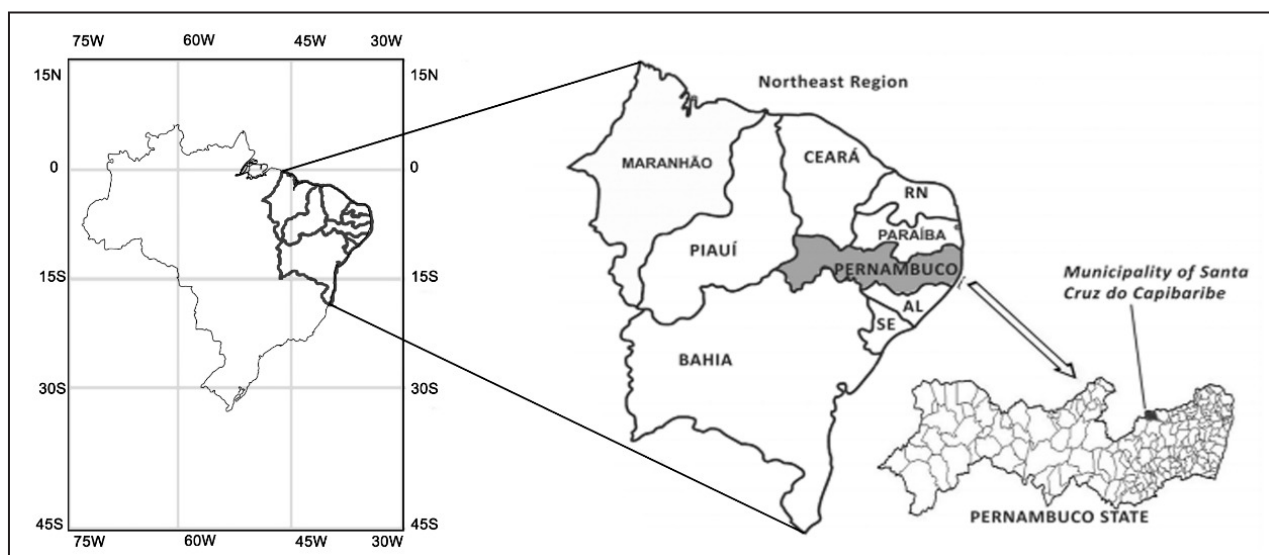 75W 60W 45W 30W
15N 15N
0 0
15S 15S
30S 30S
45S 45S
75W 60W 45W 30W
Northeast Region
MARANHÃO
CEARÁ
RN
PARAÍBA
PIAUÍ
PERNAMBUCO
AL
SE
BAHIA
Municipality of Santa
Cruz do Capibaribe
PERNAMBUCO STATE